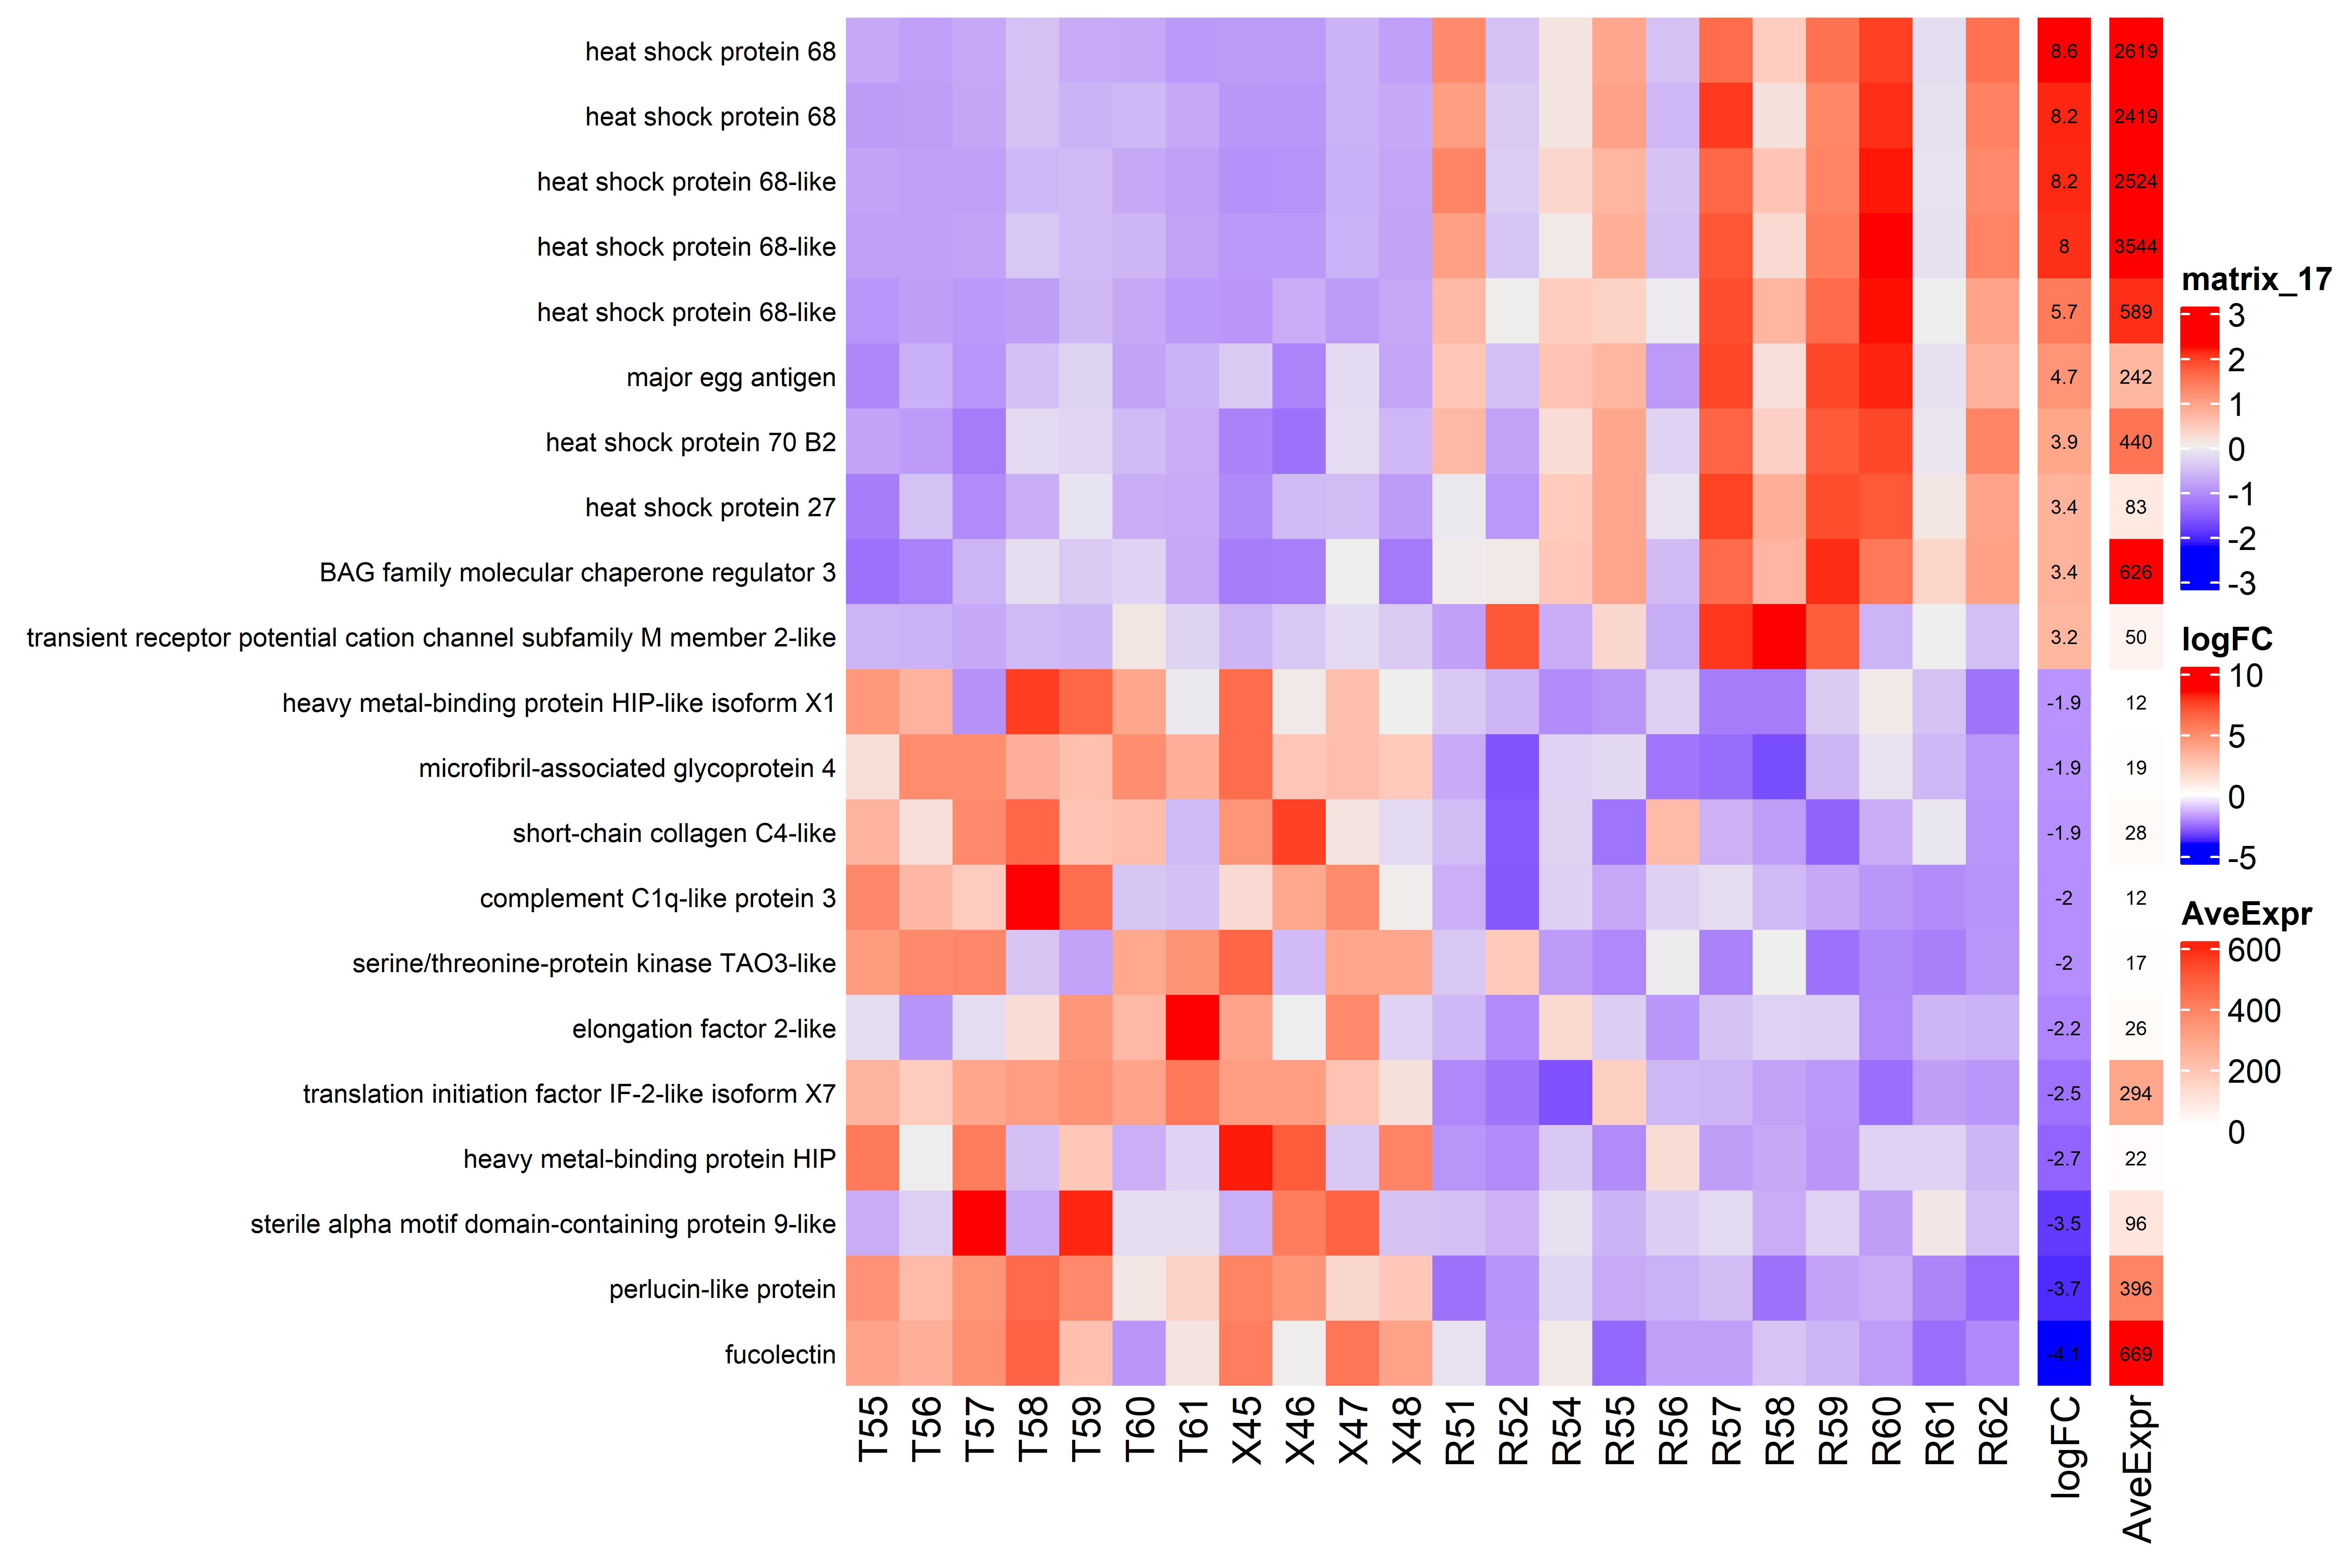 heat shock protein 68 8.6 2619
heat shock protein 68 8.2 2419
heat shock protein 68-like 8.2 2524
heat shock protein 68-like 8 3544
heat shock protein 68-like 5.7 589
major egg antigen 4.7 242
heat shock protein 70 B2 3.9 440
heat shock protein 27 3.4 83
BAG family molecular chaperone regulator 3 3.4 626
transient receptor potential cation channel subfamily M member 2-like 3.2 50
heavy metal-binding protein HIP-like isoform X1 -1.9 12
microfibril-associated glycoprotein 4 -1.9 19
short-chain collagen C4-like -1.9 28
complement C1q-like protein 3 -2 12
serine/threonine-protein kinase TAO3-like -2 17
elongation factor 2-like -2.2 26
translation initiation factor IF-2-like isoform X7 -2.5 294
heavy metal-binding protein HIP -2.7 22
sterile alpha motif domain-containing protein 9-like -3.5 96
perlucin-like protein -3.7 396
fucolectin -4.1 669
T55 T56 T57 T58 T59 T60 T61 X45 X46 X47 X48 R51 R52 R54 R55 R56 R57 R58 R59 R60 R61 R62 logFC AveExpr
matrix_17
3
2
1
0
-1
-2
-3
logFC
10
5
0
-5
AveExpr
600
400
200
0